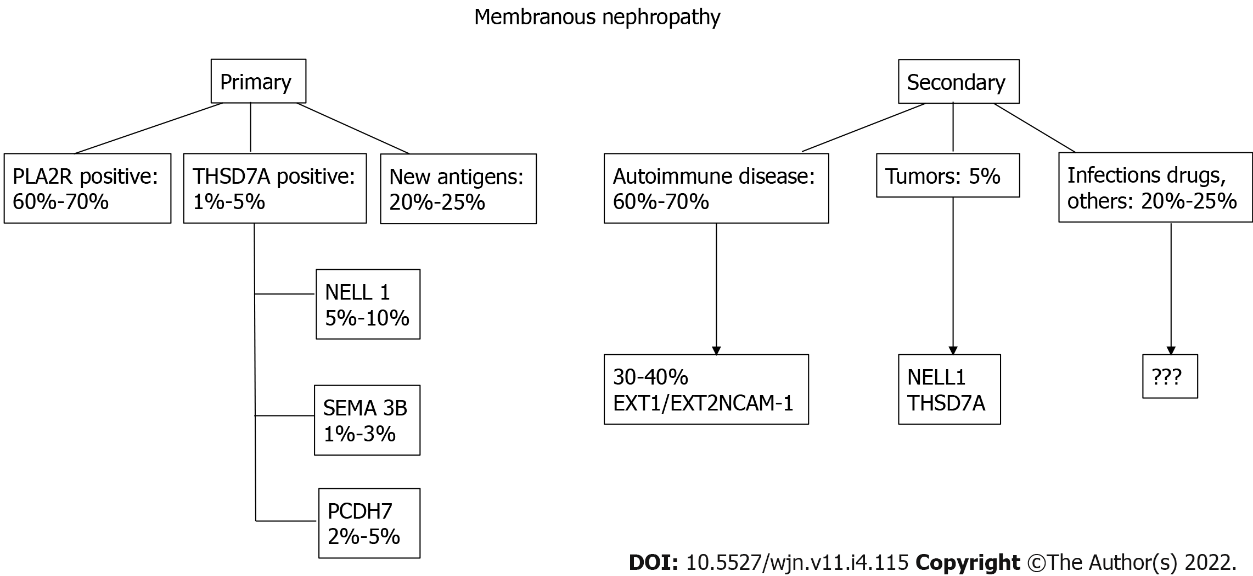 Membranous nephropathy
Primary
PLA2R positive:
60%-70%
THSD7A positive:
1%-5%
New antigens:
20%-25%
NELL 1
5%-10%
SEMA 3B
1%-3%
PCDH7
2%-5%
Secondary
Autoimmune disease:
60%-70%
Tumors: 5%
Infections drugs,
others: 20%-25%
30-40%
EXT1/EXT2NCAM-1
NELL1
THSD7A
???
DOI: 10.5527/wjn.v11.i4.115 Copyright ©The Author(s) 2022.